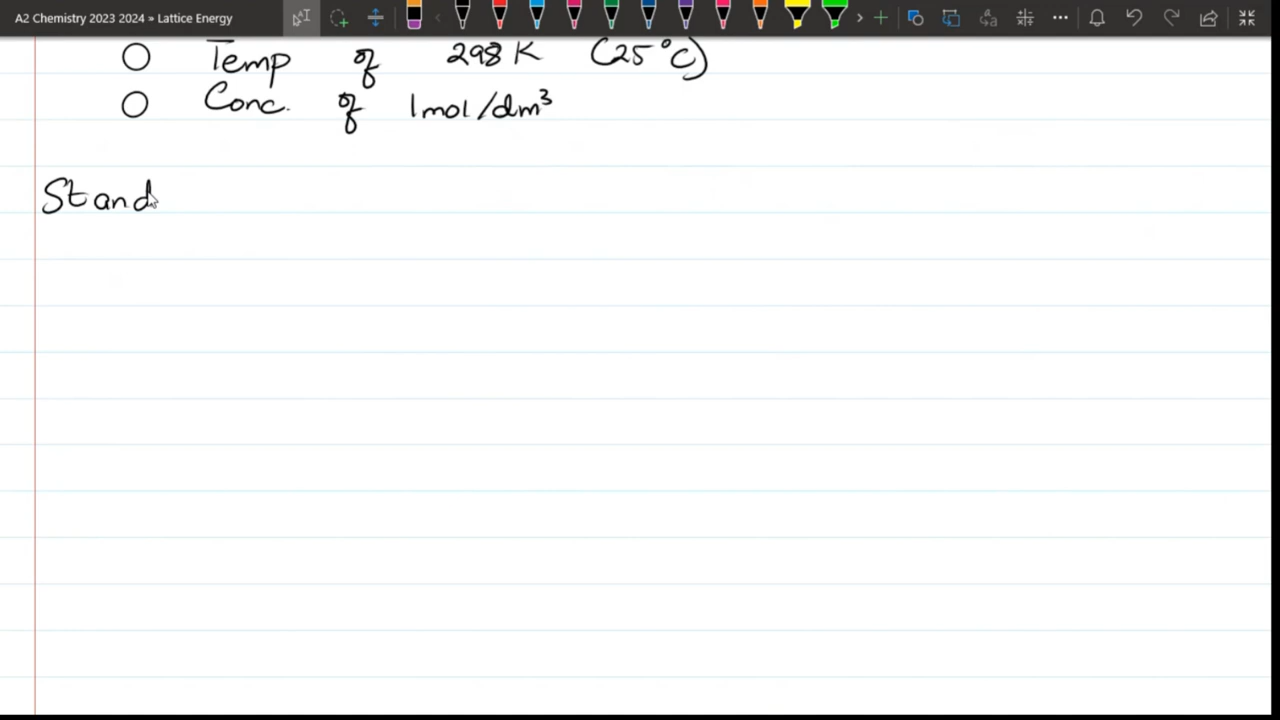 A2 Chemistry 2023 2024 » Lattice Energy
○ Temp of 298 K (25°C)
○ Conc. of 1mol/dm³
Stand